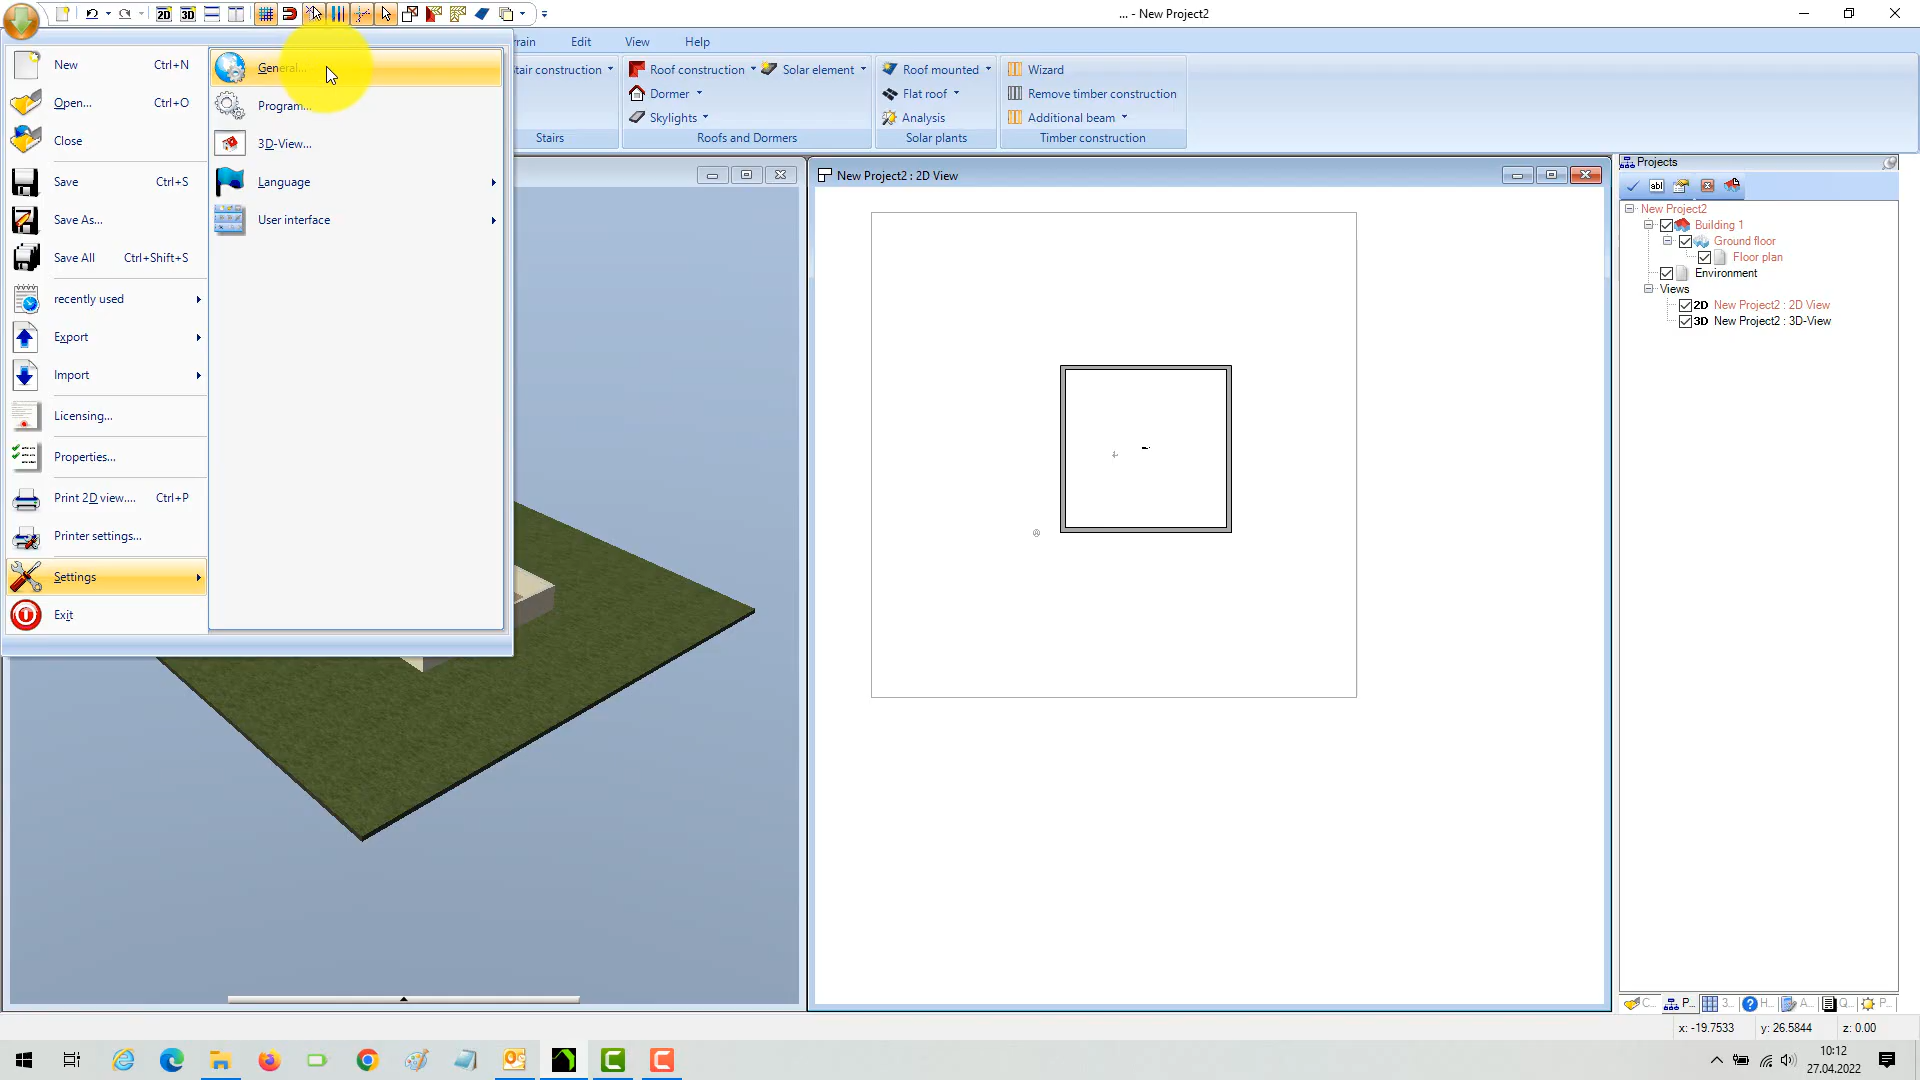 2D 3D
... - New Project2
rrain Edit View Help
New Ctrl+N
Open... Ctrl+O
Close
Save Ctrl+S
Save As...
Save All Ctrl+Shift+S
recently used
Export
Import
Licensing...
Properties...
Print 2D view.... Ctrl+P
Printer settings...
Settings
Exit
General...
Program...
3D-View...
Language
User interface
tair construction
Stairs
Roof construction
Solar element
Dormer
Skylights
Roofs and Dormers
Roof mounted
Flat roof
Analysis
Solar plants
Wizard
Remove timber construction
Additional beam
Timber construction
New Project2 : 2D View
Projects
abl
New Project2
Building 1
Ground floor
Floor plan
Environment
Views
2D New Project2 : 2D View
3D New Project2 : 3D-View
C... P... 3... H... A... Q... P...
x: -19.7533 y: 26.5844 z: 0.00
10:12
27.04.2022